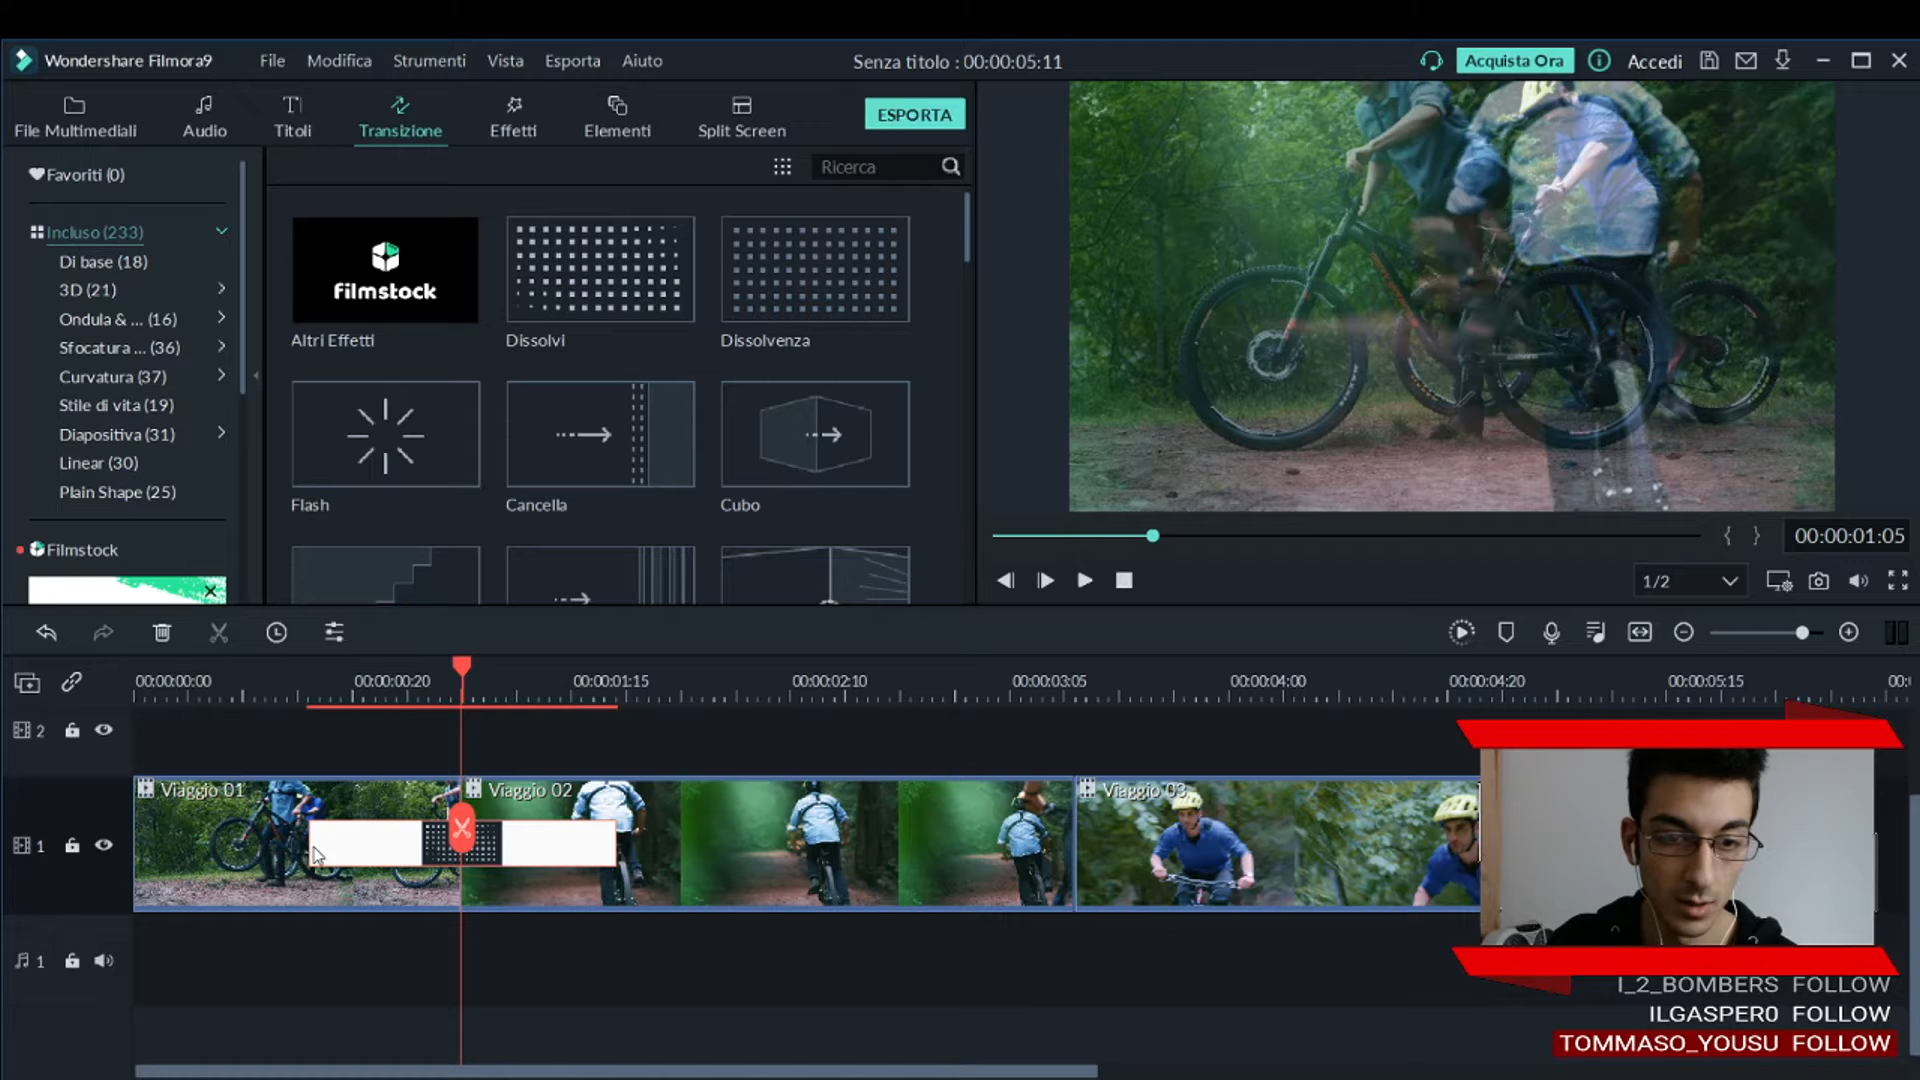 Wondershare Filmora9 File Modifica Strumenti Vista Esporta Aiuto Senza titolo : 00:00:05:11 Acquista Ora Accedi
File Multimediali Audio Titoli Transizione Effetti Elementi Split Screen ESPORTA
Favoriti (0)
Ricerca
Incluso (233)
Di base (18)
3D (21)
Ondula & ... (16)
Sfocatura ... (36)
Curvatura (37)
Stile di vita (19)
Diapositiva (31)
Linear (30)
Plain Shape (25)
Filmstock
filmstock
Altri Effetti Dissolvi Dissolvenza
Flash Cancella Cubo
00:00:01:05
1/2
00:00:00:00 00:00:00:20 00:00:01:15 00:00:02:10 00:00:03:05 00:00:04:00 00:00:04:20 00:00:05:15
2
Viaggio 01 Viaggio 02 Viaggio 03
1
1
I_2_BOMBERS FOLLOW
ILGASPER0 FOLLOW
TOMMASO_YOUSU FOLLOW